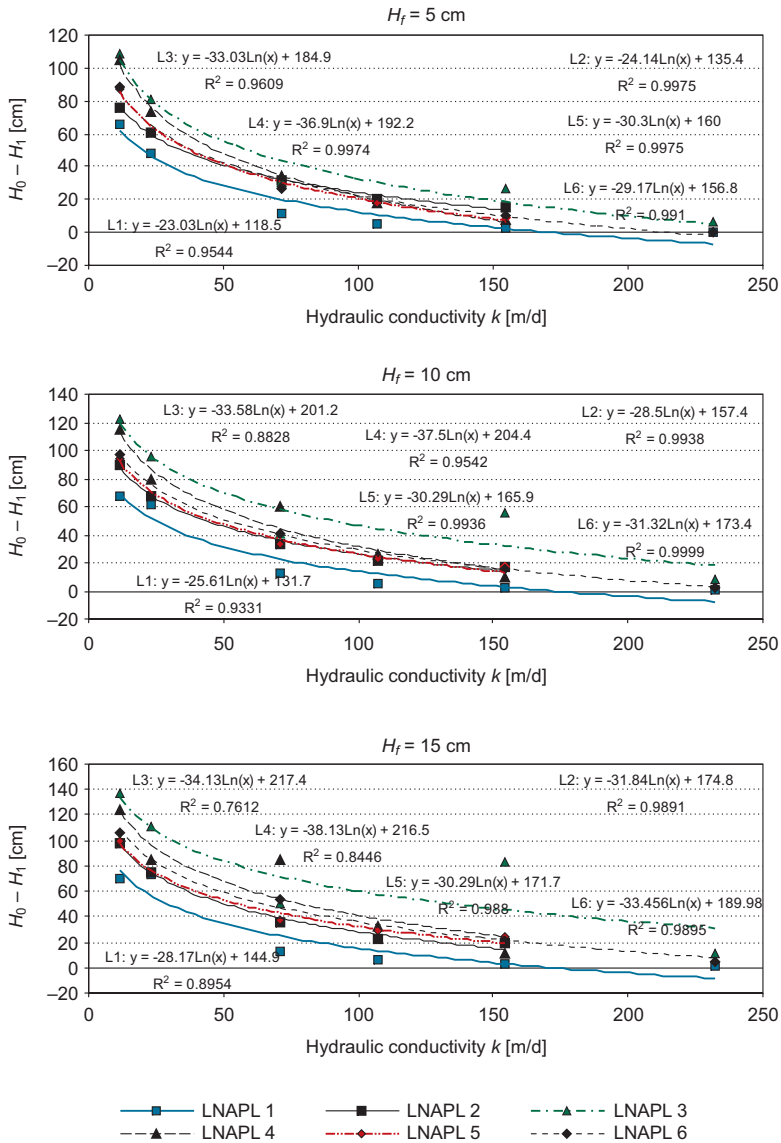 H_f = 5 cm
120
100
80
60
40
20
0
–20
H_0 – H_1 [cm]
L3: y = -33.03Ln(x) + 184.9
R² = 0.9609
L2: y = -24.14Ln(x) + 135.4
R² = 0.9975
L4: y = -36.9Ln(x) + 192.2
R² = 0.9974
L5: y = -30.3Ln(x) + 160
R² = 0.9975
L6: y = -29.17Ln(x) + 156.8
R² = 0.991
L1: y = -23.03Ln(x) + 118.5
R² = 0.9544
0 50 100 150 200 250
Hydraulic conductivity k [m/d]
H_f = 10 cm
140
120
100
80
60
40
20
0
–20
H_0 – H_1 [cm]
L3: y = -33.58Ln(x) + 201.2
R² = 0.8828
L2: y = -28.5Ln(x) + 157.4
R² = 0.9938
L4: y = -37.5Ln(x) + 204.4
R² = 0.9542
L5: y = -30.29Ln(x) + 165.9
R² = 0.9936
L6: y = -31.32Ln(x) + 173.4
R² = 0.9999
L1: y = -25.61Ln(x) + 131.7
R² = 0.9331
0 50 100 150 200 250
Hydraulic conductivity k [m/d]
H_f = 15 cm
160
140
120
100
80
60
40
20
0
–20
H_0 – H_1 [cm]
L3: y = -34.13Ln(x) + 217.4
R² = 0.7612
L2: y = -31.84Ln(x) + 174.8
R² = 0.9891
L4: y = -38.13Ln(x) + 216.5
R² = 0.8446
L5: y = -30.29Ln(x) + 171.7
R² = 0.988
L6: y = -33.456Ln(x) + 189.98
R² = 0.9895
L1: y = -28.17Ln(x) + 144.9
R² = 0.8954
0 50 100 150 200 250
Hydraulic conductivity k [m/d]
LNAPL 1 LNAPL 2 LNAPL 3
LNAPL 4 LNAPL 5 LNAPL 6